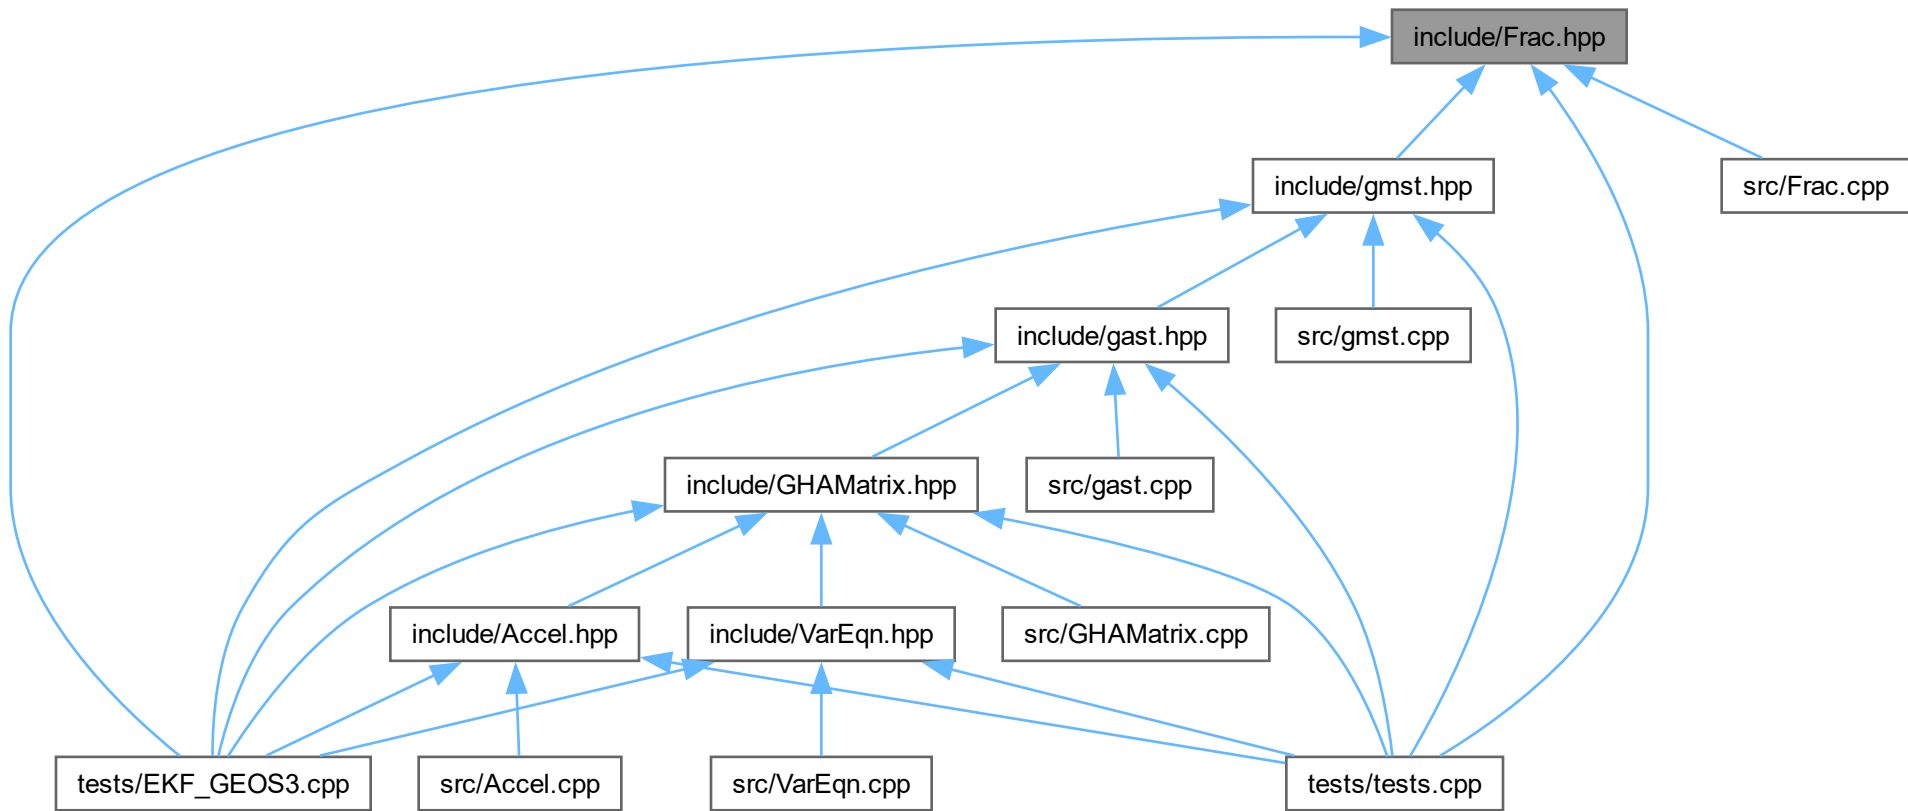 include/Frac.hpp
include/gmst.hpp
src/Frac.cpp
include/gast.hpp
src/gmst.cpp
include/GHAMatrix.hpp
src/gast.cpp
include/Accel.hpp
include/VarEqn.hpp
src/GHAMatrix.cpp
tests/EKF_GEOS3.cpp
src/Accel.cpp
src/VarEqn.cpp
tests/tests.cpp